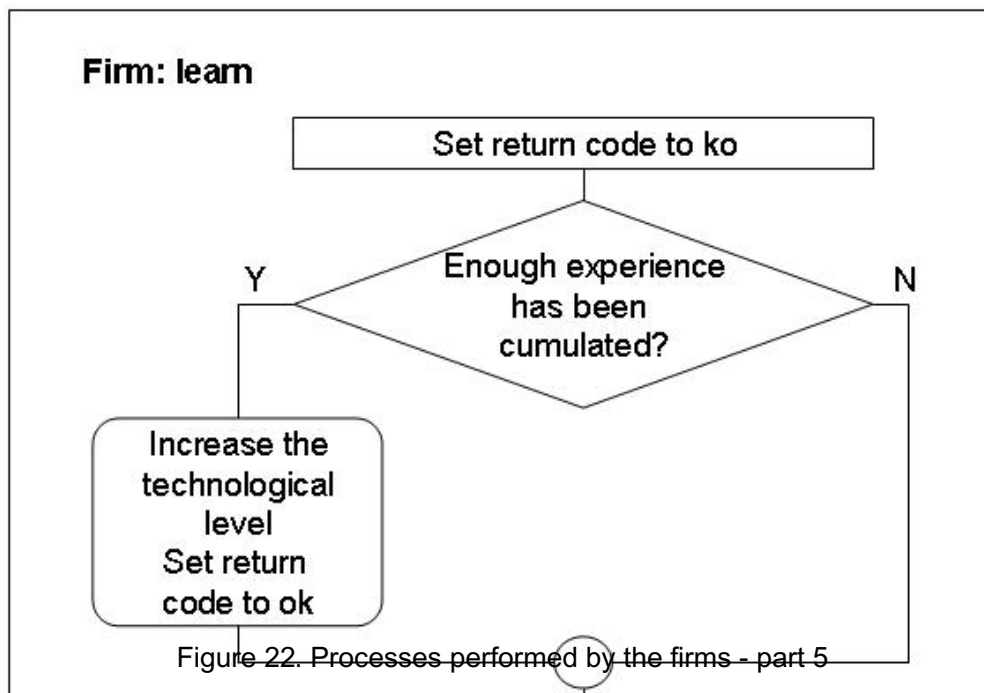 Firm: learn
Set return code to ko
Enough experience
has been
cumulated?
Y
N
Increase the
technological
level
Set return
code to ok
Figure 22. Processes performed by the firms - part 5